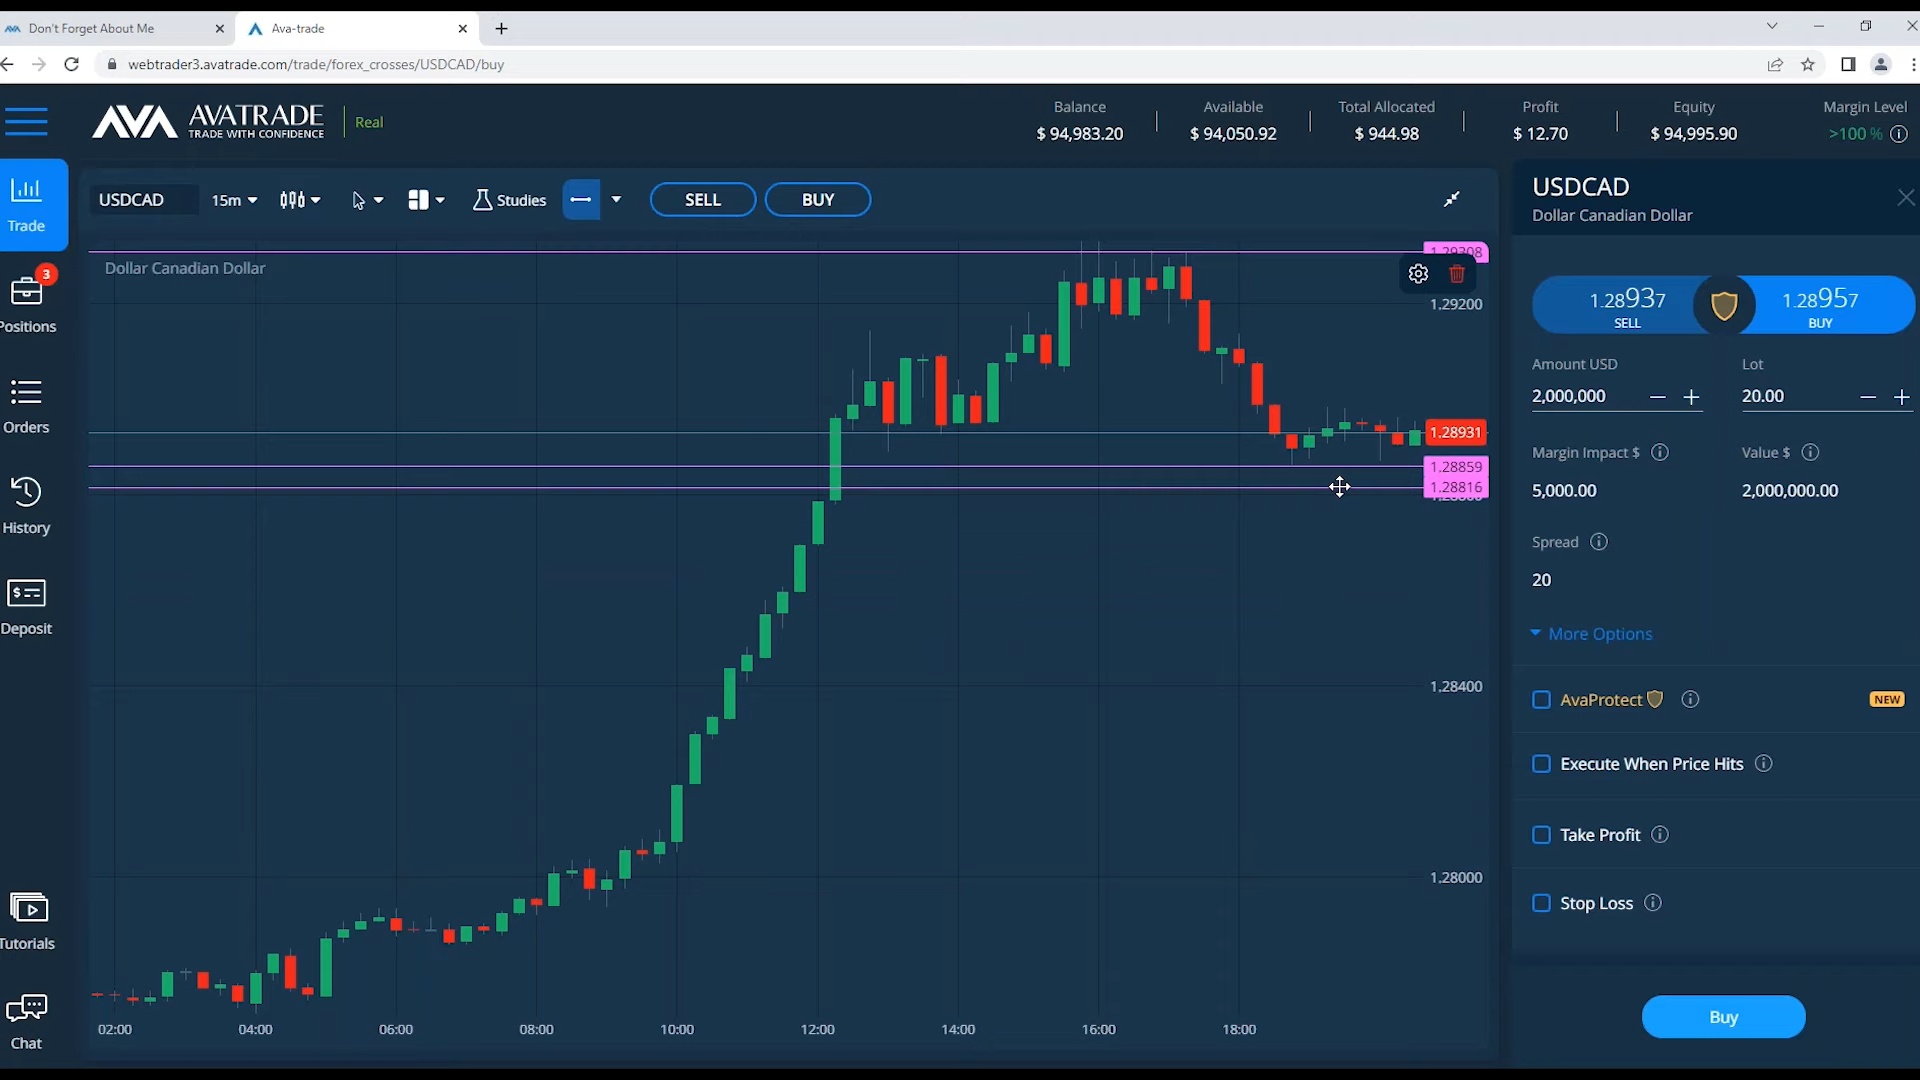 Don't Forget About Me
Ava-trade
webtrader3.avatrade.com/trade/forex_crosses/USDCAD/buy
AVA AVATRADE
TRADE WITH CONFIDENCE
Real
Balance
$ 94,983.20
Available
$ 94,050.92
Total Allocated
$ 944.98
Profit
$ 12.70
Equity
$ 94,995.90
Margin Level
>100 %
Trade
3
Positions
Orders
History
Deposit
Tutorials
Chat
USDCAD
15m
Studies
SELL
BUY
Dollar Canadian Dollar
1.29308
1.29200
1.28931
1.28859
1.28816
1.28400
1.28000
02:00
04:00
06:00
08:00
10:00
12:00
14:00
16:00
18:00
USDCAD
Dollar Canadian Dollar
1.28937
SELL
1.28957
BUY
Amount USD
2,000,000
Lot
20.00
Margin Impact $
5,000.00
Value $
2,000,000.00
Spread
20
More Options
AvaProtect
NEW
Execute When Price Hits
Take Profit
Stop Loss
Buy